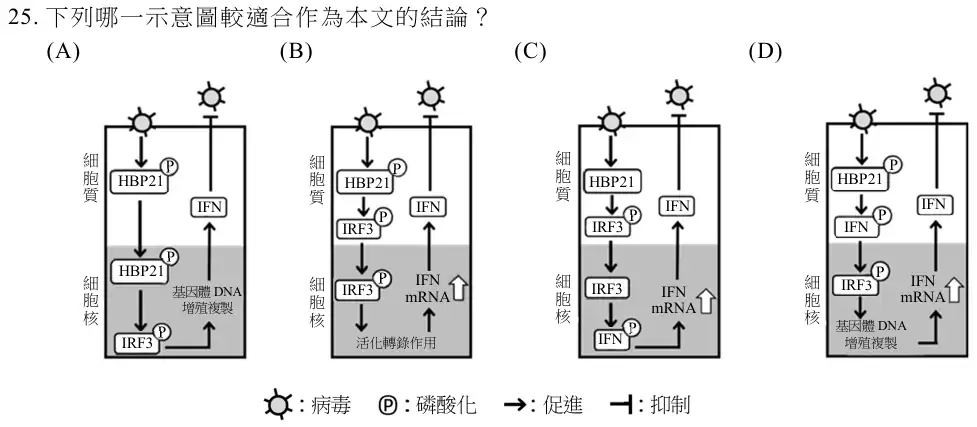 25. 下列哪一示意圖較適合作為本文的結論？
(A)
細胞質
細胞核
HBP21
P
HBP21
P
IRF3
P
IFN
基因體 DNA
增殖複製
(B)
細胞質
細胞核
HBP21
P
IRF3
P
IRF3
P
活化轉錄作用
IFN
mRNA
IFN
(C)
細胞質
細胞核
HBP21
IRF3
P
IRF3
IFN
P
IFN
mRNA
IFN
(D)
細胞質
細胞核
HBP21
P
IFN
P
IRF3
P
基因體 DNA
增殖複製
IFN
mRNA
IFN
：病毒
P：磷酸化
：促進
：抑制